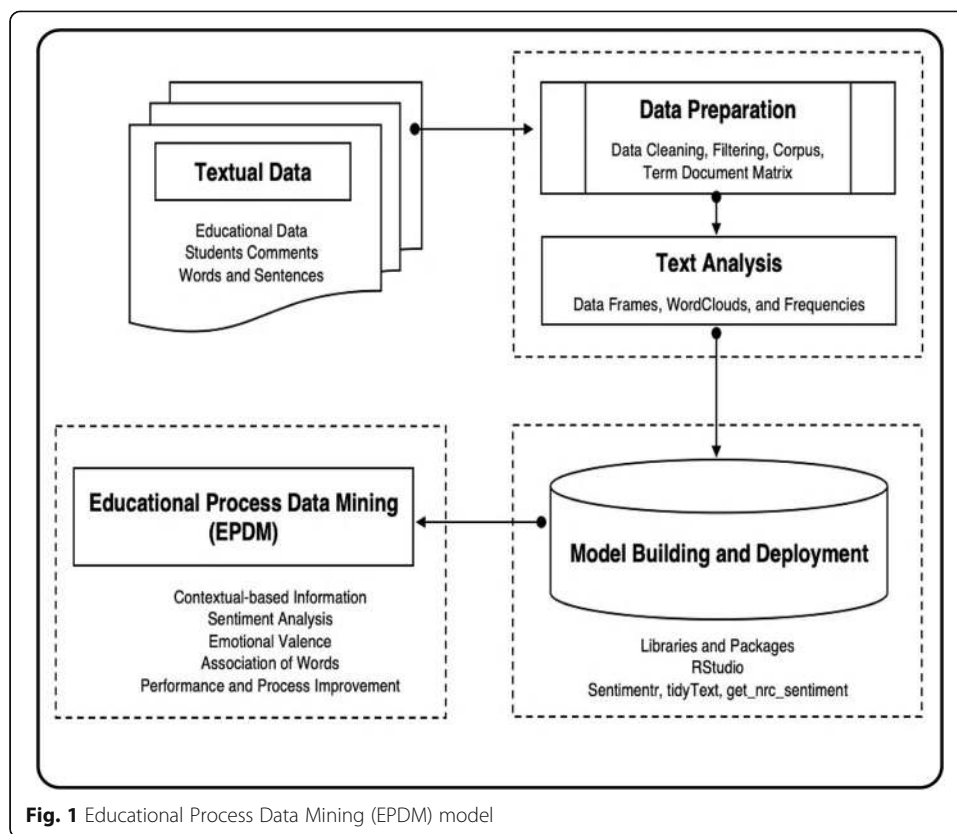 Textual Data
Educational Data
Students Comments
Words and Sentences
Data Preparation
Data Cleaning, Filtering, Corpus,
Term Document Matrix
Text Analysis
Data Frames, WordClouds, and Frequencies
Model Building and Deployment
Libraries and Packages
RStudio
Sentimentr, tidyText, get_nrc_sentiment
Educational Process Data Mining
(EPDM)
Contextual-based Information
Sentiment Analysis
Emotional Valence
Association of Words
Performance and Process Improvement
Fig. 1 Educational Process Data Mining (EPDM) model